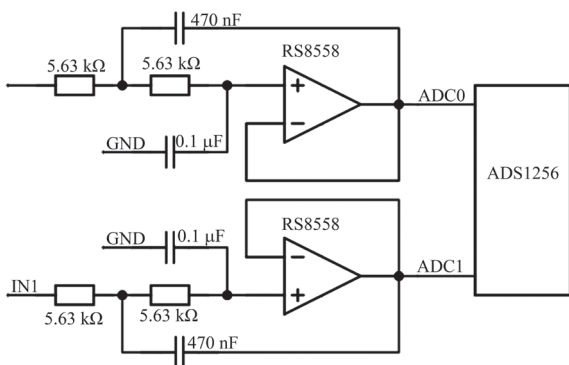 470 nF
5.63 kΩ
5.63 kΩ
RS8558
ADC0
GND
0.1 μF
ADS1256
RS8558
GND
0.1 μF
ADC1
IN1
5.63 kΩ
5.63 kΩ
470 nF